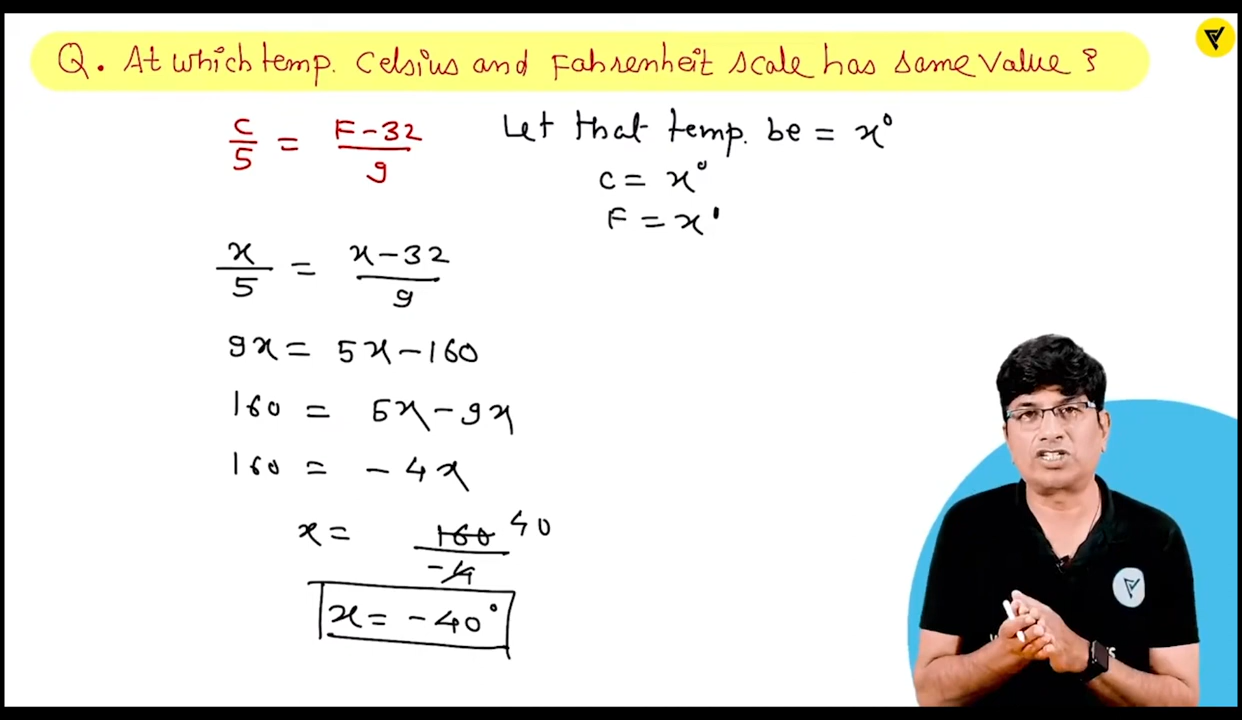 Q. At which temp. Celsius and Fahrenheit scale has same value ?
C/5 = F-32/9
Let that temp. be = x°
C = x°
F = x°
x/5 = x-32/9
9x = 5x-160
160 = 5x-9x
160 = -4x
x = 160/-4 40
x = -40°